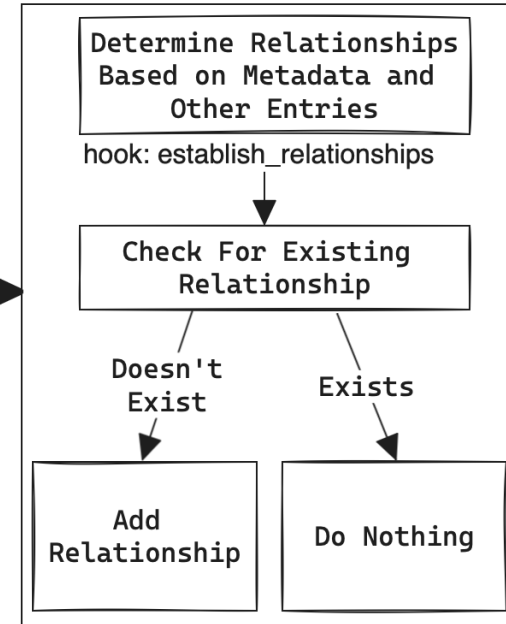 Determine Relationships
Based on Metadata and
Other Entries
hook: establish_relationships
Check For Existing
Relationship
Doesn't
Exist
Exists
Add
Relationship
Do Nothing